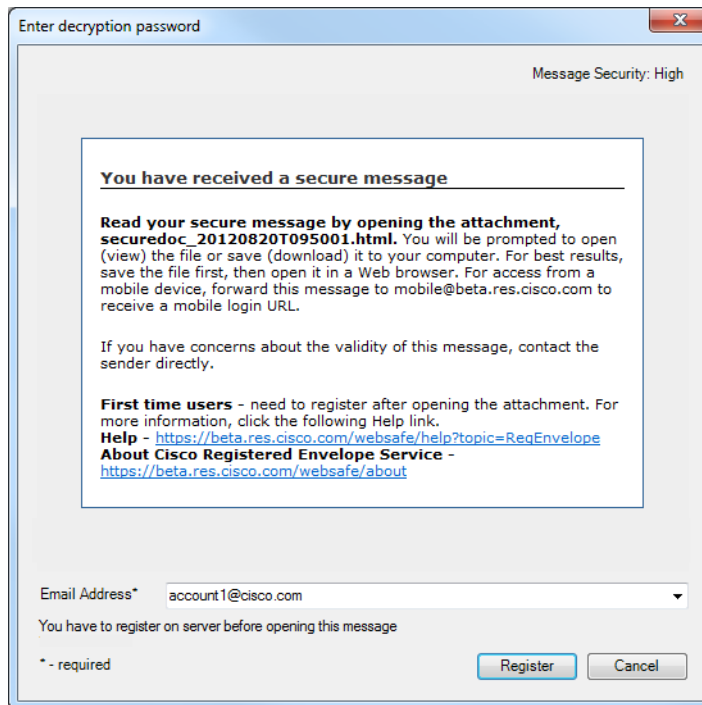 Enter decryption password
Message Security: High
You have received a secure message
Read your secure message by opening the attachment,
securedoc_20120820T095001.html. You will be prompted to open
(view) the file or save (download) it to your computer. For best results,
save the file first, then open it in a Web browser. For access from a
mobile device, forward this message to mobile@beta.res.cisco.com to
receive a mobile login URL.
If you have concerns about the validity of this message, contact the
sender directly.
First time users - need to register after opening the attachment. For
more information, click the following Help link.
Help - https://beta.res.cisco.com/websafe/help?topic=RegEnvelope
About Cisco Registered Envelope Service -
https://beta.res.cisco.com/websafe/about
Email Address* account1@cisco.com
You have to register on server before opening this message
* - required Register Cancel